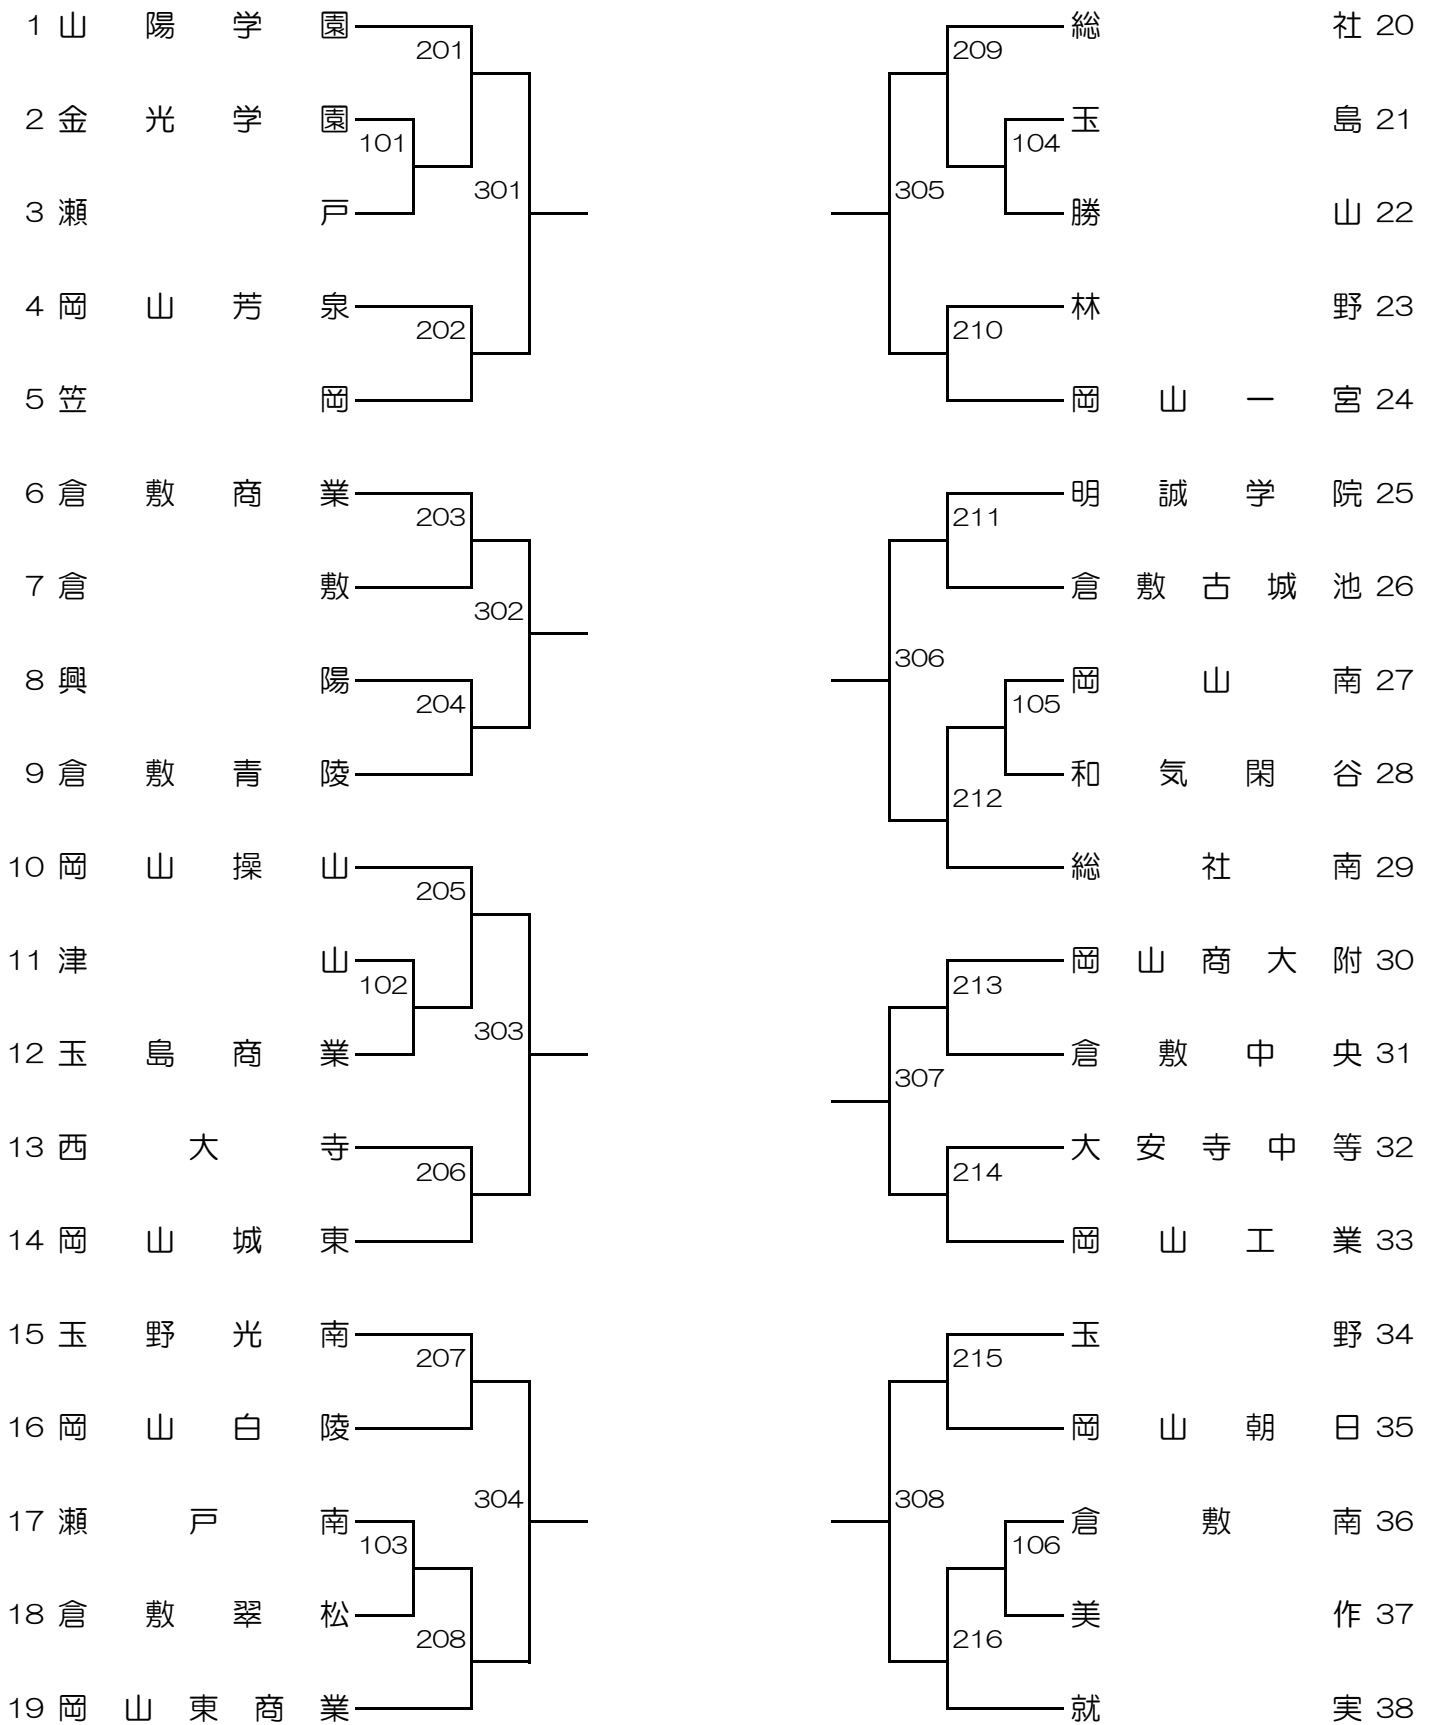 1 山陽学園
201
2 金光学園
101
301
3 瀬戸
4 岡山芳泉
202
5 笠岡
6 倉敷商業
203
7 倉敷
302
8 興陽
204
9 倉敷青陵
10 岡山操山
205
11 津山
102
303
12 玉島商業
13 西大寺
206
14 岡山城東
15 玉野光南
207
16 岡山白陵
304
17 瀬戸南
103
18 倉敷翠松
208
19 岡山東商業
総社 20
209
玉島 21
104
305
勝山 22
林野 23
210
岡山一宮 24
明誠学院 25
211
倉敷古城池 26
306
岡山南 27
105
和気閑谷 28
212
総社南 29
岡山商大附 30
213
倉敷中央 31
307
大安寺中等 32
214
岡山工業 33
玉野 34
215
岡山朝日 35
308
倉敷南 36
106
美作 37
216
就実 38